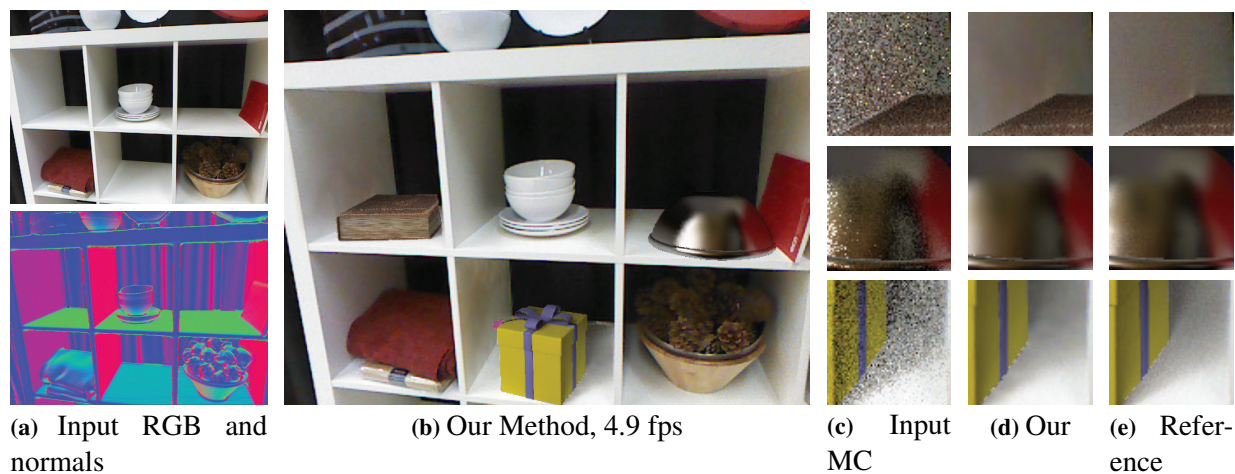 (a) Input RGB and
normals
(b) Our Method, 4.9 fps
(c) Input
MC
(d) Our
(e) Refer-
ence